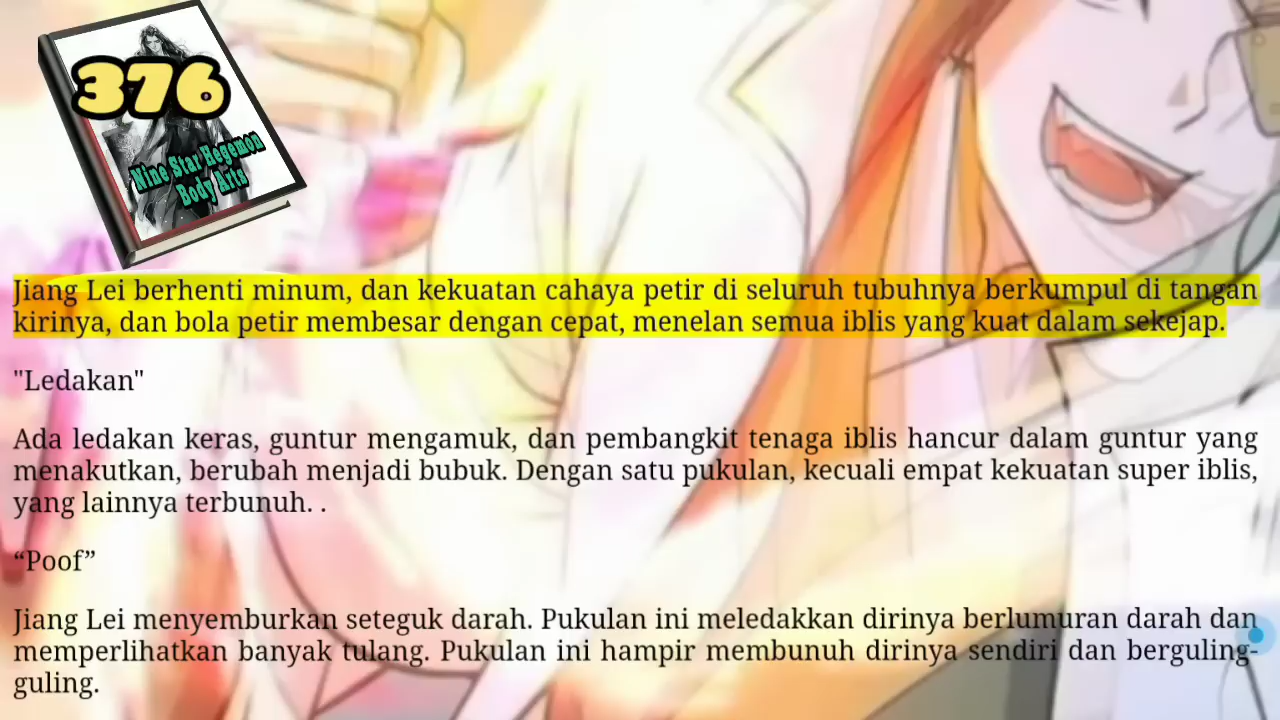 376
Nine Star Hegemon
Body Arts
Jiang Lei berhenti minum, dan kekuatan cahaya petir di seluruh tubuhnya berkumpul di tangan
kirinya, dan bola petir membesar dengan cepat, menelan semua iblis yang kuat dalam sekejap.
"Ledakan"
Ada ledakan keras, guntur mengamuk, dan pembangkit tenaga iblis hancur dalam guntur yang
menakutkan, berubah menjadi bubuk. Dengan satu pukulan, kecuali empat kekuatan super iblis,
yang lainnya terbunuh. .
“Poof”
Jiang Lei menyemburkan seteguk darah. Pukulan ini meledakkan dirinya berlumuran darah dan
memperlihatkan banyak tulang. Pukulan ini hampir membunuh dirinya sendiri dan berguling-
guling.